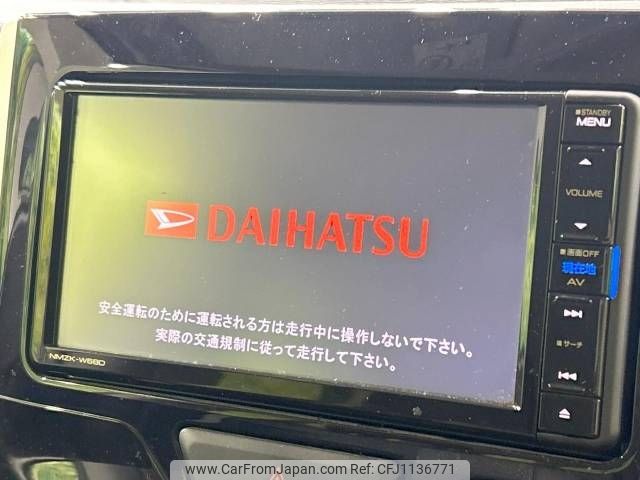 STANDBY
MENU
DAIHATSU
VOLUME
画面OFF
現在地
AV
安全運転のために運転される方は走行中に操作しないで下さい。
実際の交通規制に従って走行して下さい。
サーチ
NMZK-W68D
www.CarFromJapan.com CFJ1136771